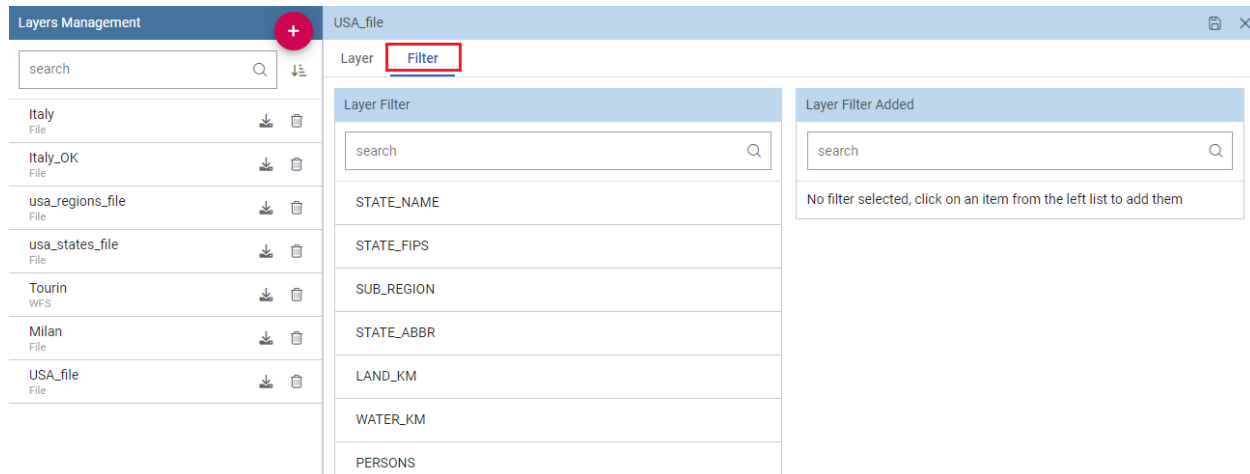 Layers Management
+
search
Italy
File
Italy_OK
File
usa_regions_file
File
usa_states_file
File
Tourin
WFS
Milan
File
USA_file
File
USA_file
Layer Filter
Layer Filter
search
STATE_NAME
STATE_FIPS
SUB_REGION
STATE_ABBR
LAND_KM
WATER_KM
PERSONS
Layer Filter Added
search
No filter selected, click on an item from the left list to add them